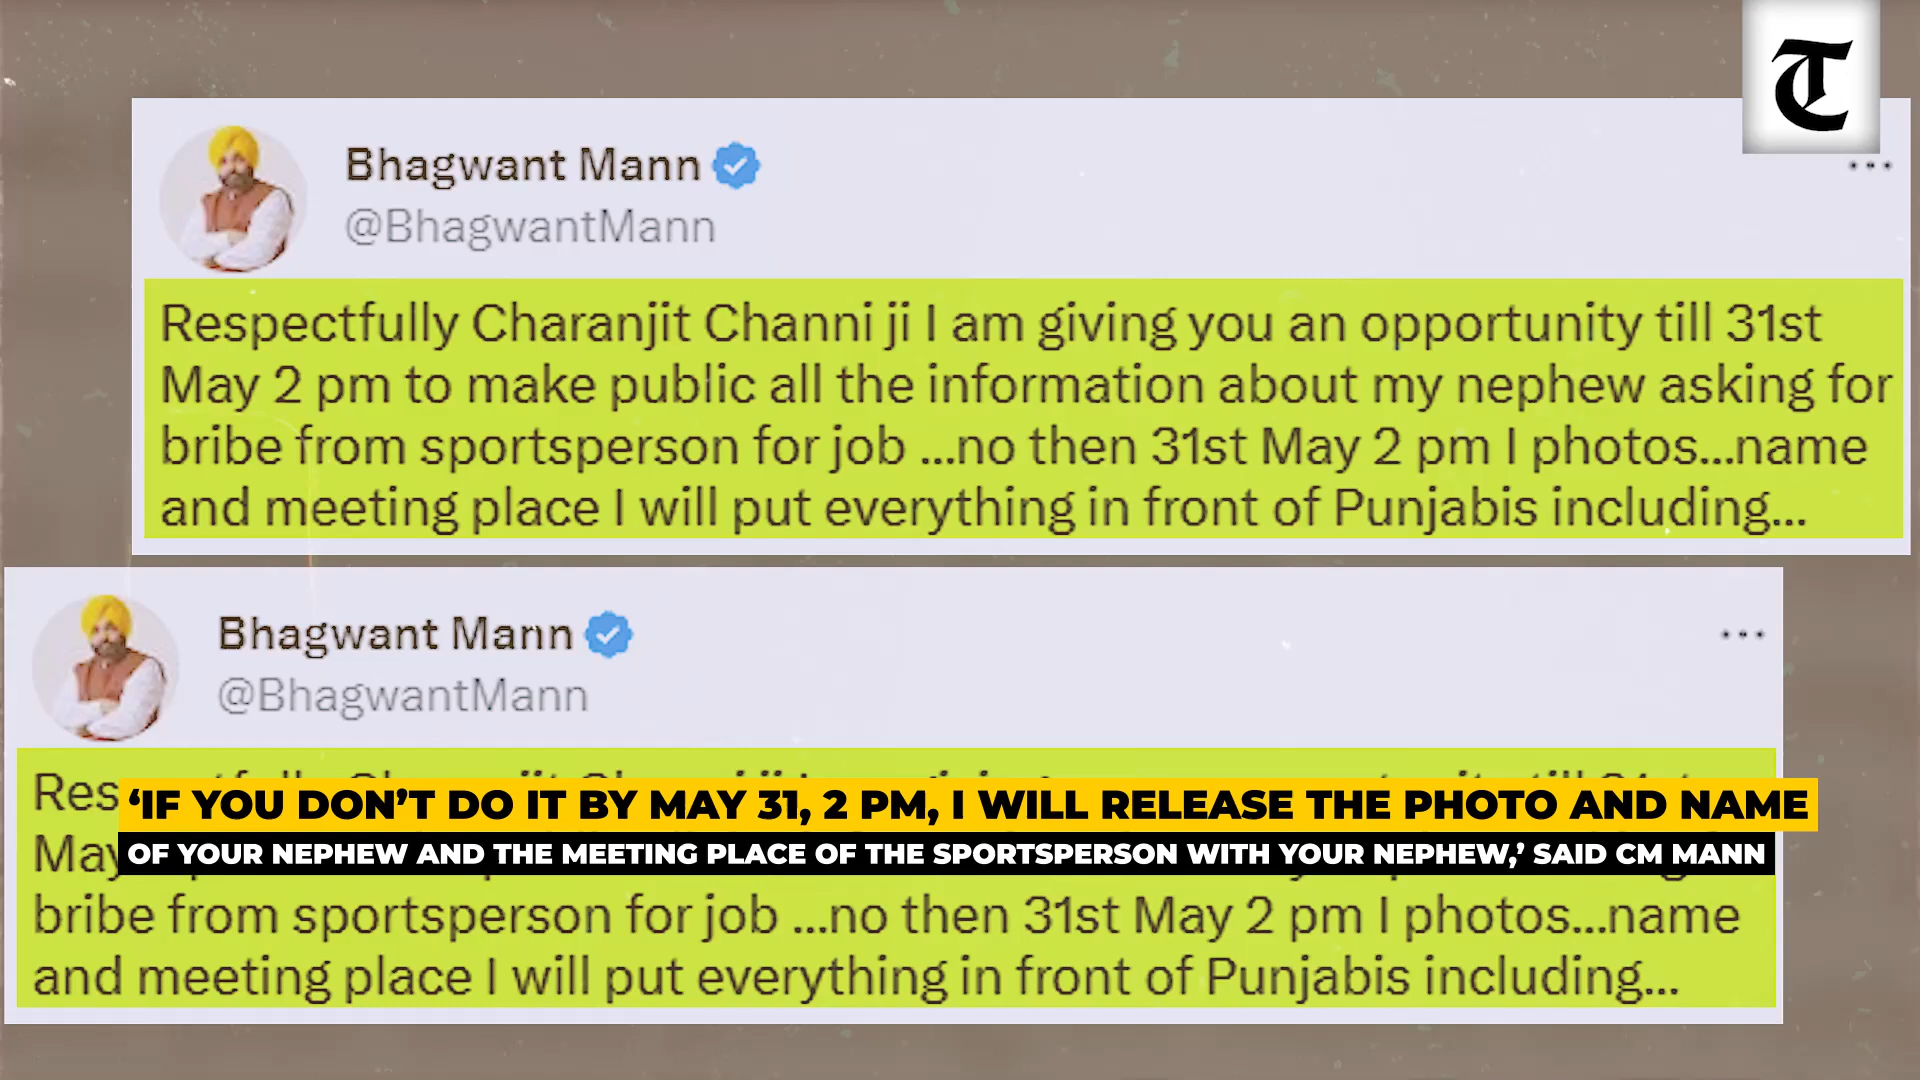 T
Bhagwant Mann
@BhagwantMann
Respectfully Charanjit Channi ji I am giving you an opportunity till 31st
May 2 pm to make public all the information about my nephew asking for
bribe from sportsperson for job ...no then 31st May 2 pm I photos...name
and meeting place I will put everything in front of Punjabis including...
Bhagwant Mann
@BhagwantMann
Res
‘IF YOU DON’T DO IT BY MAY 31, 2 PM, I WILL RELEASE THE PHOTO AND NAME
May
OF YOUR NEPHEW AND THE MEETING PLACE OF THE SPORTSPERSON WITH YOUR NEPHEW,’ SAID CM MANN
bribe from sportsperson for job ...no then 31st May 2 pm I photos...name
and meeting place I will put everything in front of Punjabis including...